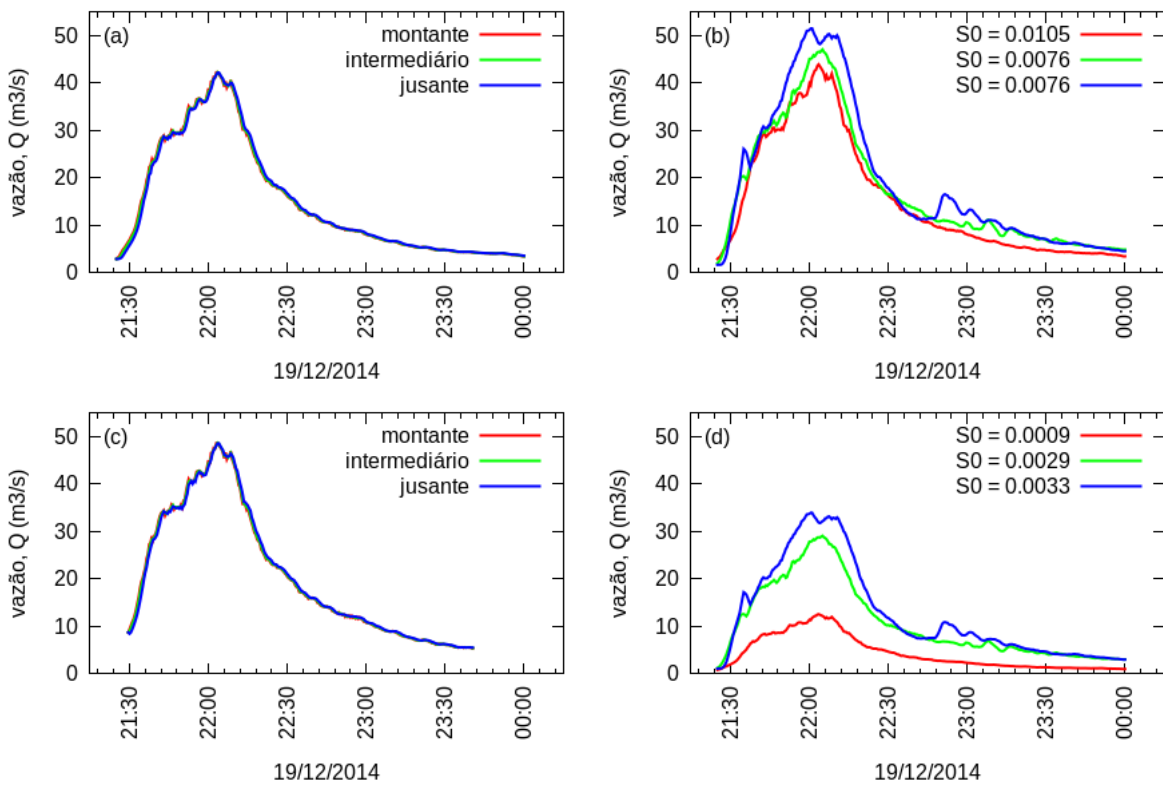 (a)
montante
intermediário
jusante
vazão, Q (m3/s)
50
40
30
20
10
0
21:30
22:00
22:30
23:00
23:30
00:00
19/12/2014
(b)
S0 = 0.0105
S0 = 0.0076
S0 = 0.0076
vazão, Q (m3/s)
50
40
30
20
10
0
21:30
22:00
22:30
23:00
23:30
00:00
19/12/2014
(c)
montante
intermediário
jusante
vazão, Q (m3/s)
50
40
30
20
10
0
21:30
22:00
22:30
23:00
23:30
00:00
19/12/2014
(d)
S0 = 0.0009
S0 = 0.0029
S0 = 0.0033
vazão, Q (m3/s)
50
40
30
20
10
0
21:30
22:00
22:30
23:00
23:30
00:00
19/12/2014